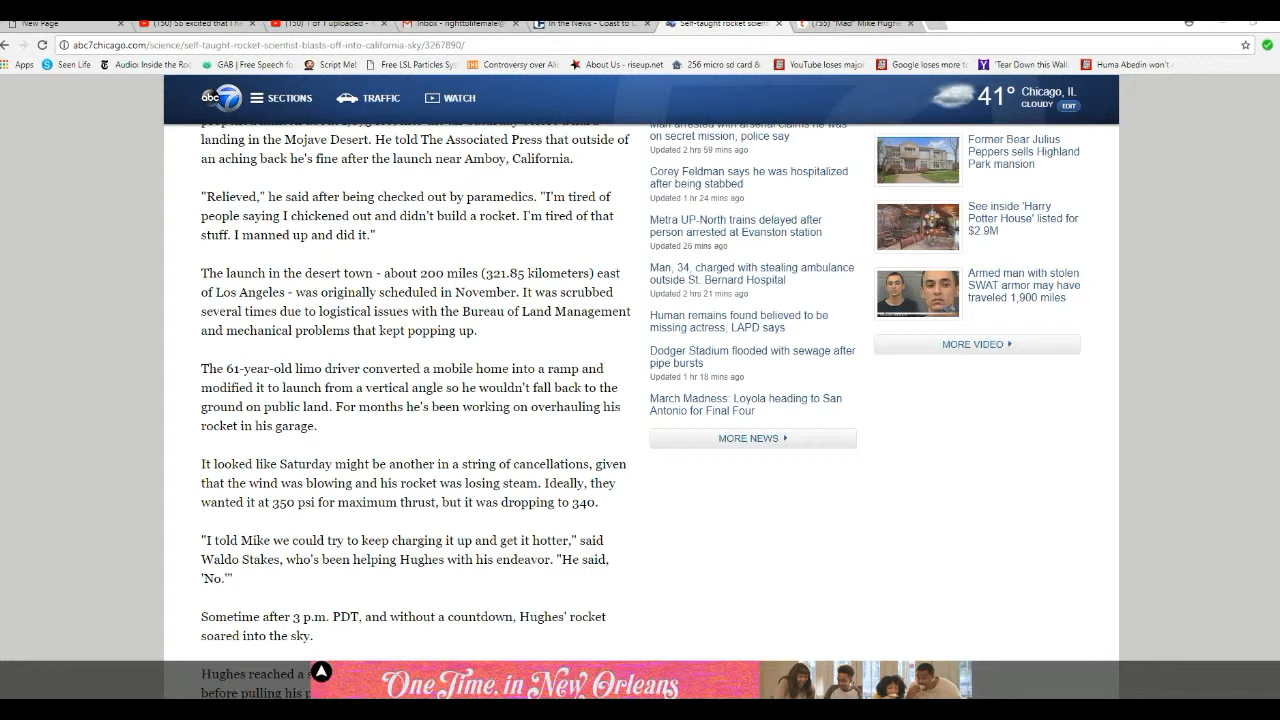 New Page
(150) So excited that The
(150) 1 of 1 uploaded -
Inbox - righttolifemale@
In the News - Coast to C
Self-taught rocket scien
(755) "Mad" Mike Hughe
abc7chicago.com/science/self-taught-rocket-scientist-blasts-off-into-california-sky/3267890/
Apps
Seen Life
Audio: Inside the Ro
GAB | Free Speech fo
Script Mel
Free LSL Particles Sy
Controversy over Ali
About Us - riseup.net
256 micro sd card &
YouTube loses major
Google loses more t
'Tear Down this Wall
Huma Abedin won't
abc 7
SECTIONS
TRAFFIC
WATCH
41°
Chicago, IL
CLOUDY
EDIT
landing in the Mojave Desert. He told The Associated Press that outside of
an aching back he's fine after the launch near Amboy, California.
"Relieved," he said after being checked out by paramedics. "I'm tired of
people saying I chickened out and didn't build a rocket. I'm tired of that
stuff. I manned up and did it."
The launch in the desert town - about 200 miles (321.85 kilometers) east
of Los Angeles - was originally scheduled in November. It was scrubbed
several times due to logistical issues with the Bureau of Land Management
and mechanical problems that kept popping up.
The 61-year-old limo driver converted a mobile home into a ramp and
modified it to launch from a vertical angle so he wouldn't fall back to the
ground on public land. For months he's been working on overhauling his
rocket in his garage.
It looked like Saturday might be another in a string of cancellations, given
that the wind was blowing and his rocket was losing steam. Ideally, they
wanted it at 350 psi for maximum thrust, but it was dropping to 340.
"I told Mike we could try to keep charging it up and get it hotter," said
Waldo Stakes, who's been helping Hughes with his endeavor. "He said,
'No.'"
Sometime after 3 p.m. PDT, and without a countdown, Hughes' rocket
soared into the sky.
Hughes reached a s
before pulling his p
Man arrested with arsenal claims he was
on secret mission, police say
Updated 2 hrs 59 mins ago
Corey Feldman says he was hospitalized
after being stabbed
Updated 1 hr 24 mins ago
Metra UP-North trains delayed after
person arrested at Evanston station
Updated 26 mins ago
Man, 34, charged with stealing ambulance
outside St. Bernard Hospital
Updated 2 hrs 21 mins ago
Human remains found believed to be
missing actress, LAPD says
Dodger Stadium flooded with sewage after
pipe bursts
Updated 1 hr 18 mins ago
March Madness: Loyola heading to San
Antonio for Final Four
MORE NEWS
Former Bear Julius
Peppers sells Highland
Park mansion
See inside 'Harry
Potter House' listed for
$2.9M
Armed man with stolen
SWAT armor may have
traveled 1,900 miles
MORE VIDEO
One Time, in New Orleans